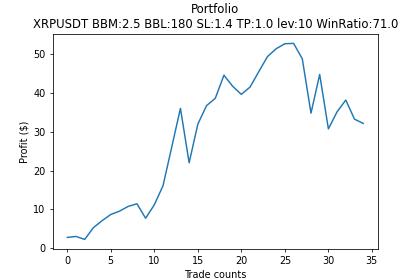 Portfolio
XRPUSDT BBM:2.5 BBL:180 SL:1.4 TP:1.0 lev:10 WinRatio:71.0
50
40
30
20
10
0
Profit ($)
0 5 10 15 20 25 30 35
Trade counts